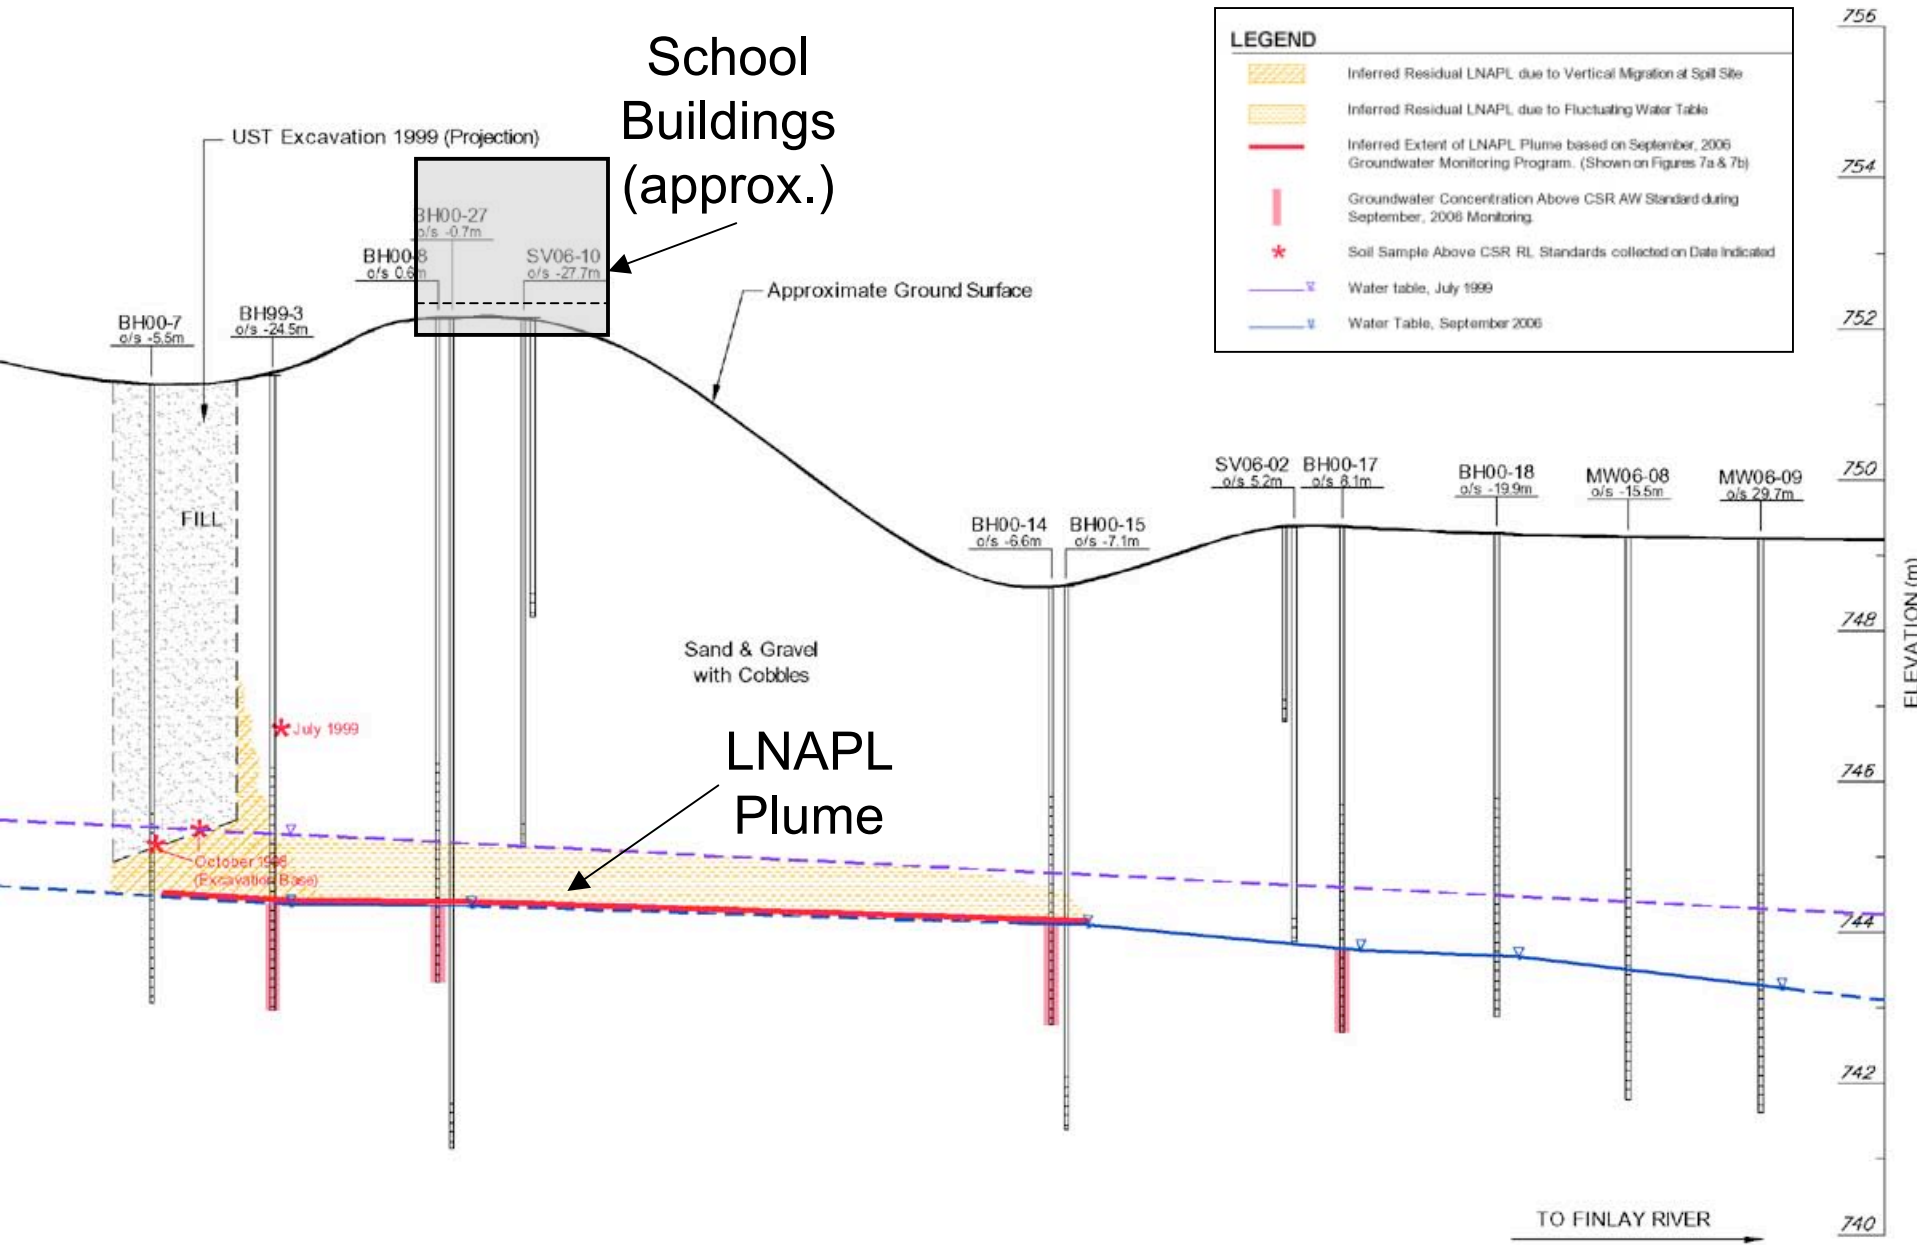 School
Buildings
(approx.)
UST Excavation 1999 (Projection)
BH00-27
o/s -0.7m
BH00-8
o/s 0.6m
SV06-10
o/s -27.7m
BH00-7
o/s -5.5m
BH99-3
o/s -24.5m
Approximate Ground Surface
LEGEND
Inferred Residual LNAPL due to Vertical Migration at Spill Site
Inferred Residual LNAPL due to Fluctuating Water Table
Inferred Extent of LNAPL Plume based on September, 2006
Groundwater Monitoring Program. (Shown on Figures 7a & 7b)
Groundwater Concentration Above CSR AW Standard during
September, 2006 Monitoring.
Soil Sample Above CSR RL Standards collected on Date Indicated
Water table, July 1999
Water Table, September 2006
FILL
BH00-14
o/s -6.6m
BH00-15
o/s -7.1m
SV06-02
o/s 5.2m
BH00-17
o/s 6.1m
BH00-18
o/s -19.9m
MW06-08
o/s -15.5m
MW06-09
o/s 29.7m
Sand & Gravel
with Cobbles
July 1999
LNAPL
Plume
October 1998
(Excavation Base)
756
754
752
750
748
746
744
742
740
ELEVATION (m)
TO FINLAY RIVER